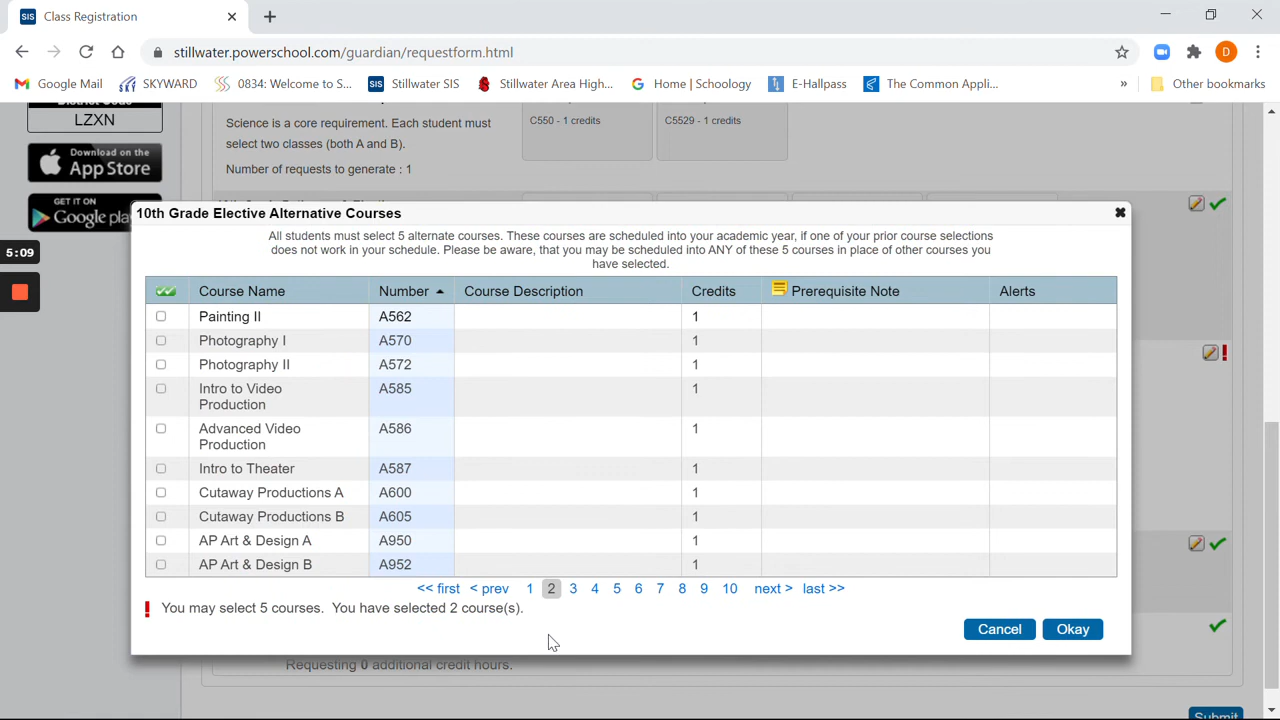 SIS Class Registration
stillwater.powerschool.com/guardian/requestform.html
D
Google Mail SKYWARD 0834: Welcome to S... SIS Stillwater SIS Stillwater Area High... Home | Schoology E-Hallpass The Common Appli... » Other bookmarks
District Code
LZXN
Download on the
App Store
GET IT ON
Google play
5:09
Science is a core requirement. Each student must
select two classes (both A and B).
Number of requests to generate : 1
C550 - 1 credits
C5529 - 1 credits
10th Grade Elective Alternative Courses
All students must select 5 alternate courses. These courses are scheduled into your academic year, if one of your prior course selections
does not work in your schedule. Please be aware, that you may be scheduled into ANY of these 5 courses in place of other courses you
have selected.
Course Name Number Course Description Credits Prerequisite Note Alerts
Painting II A562 1
Photography I A570 1
Photography II A572 1
Intro to Video
Production A585 1
Advanced Video
Production A586 1
Intro to Theater A587 1
Cutaway Productions A A600 1
Cutaway Productions B A605 1
AP Art & Design A A950 1
AP Art & Design B A952 1
<< first < prev 1 2 3 4 5 6 7 8 9 10 next > last >>
! You may select 5 courses. You have selected 2 course(s).
Cancel Okay
Requesting 0 additional credit hours.
Submit